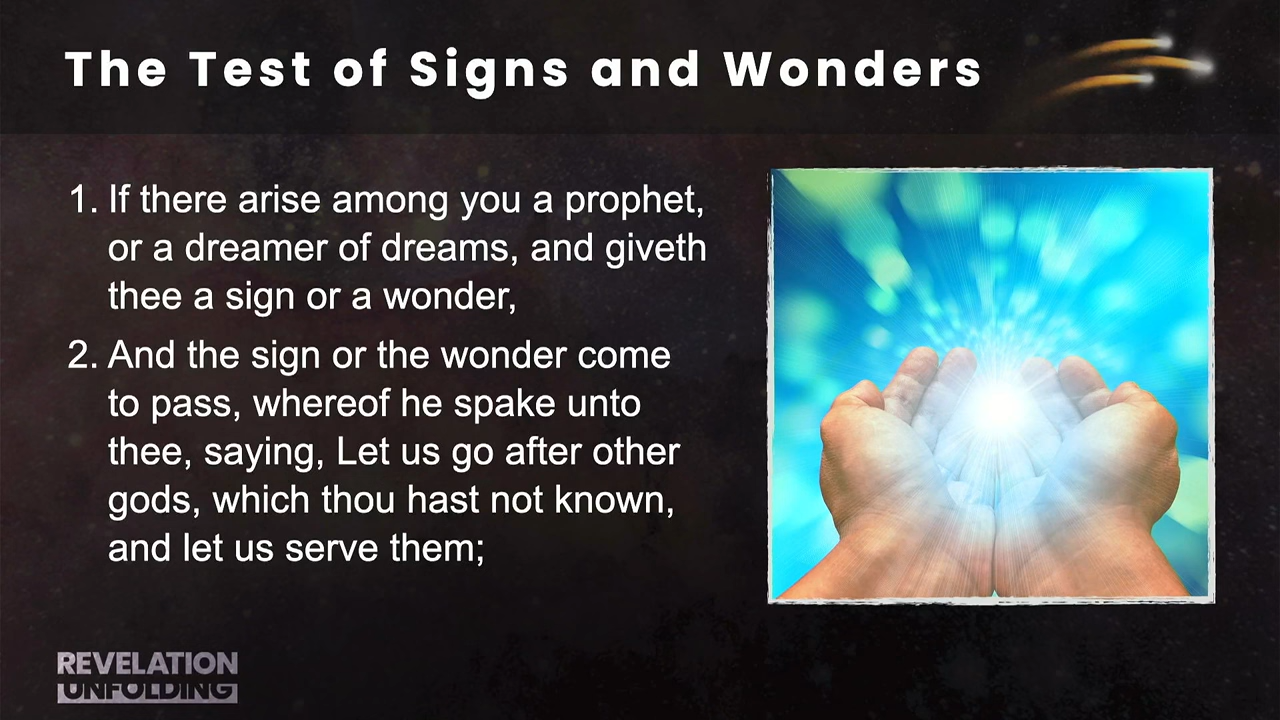 The Test of Signs and Wonders
1. If there arise among you a prophet,
or a dreamer of dreams, and giveth
thee a sign or a wonder,
2. And the sign or the wonder come
to pass, whereof he spake unto
thee, saying, Let us go after other
gods, which thou hast not known,
and let us serve them;
REVELATION
UNFOLDING